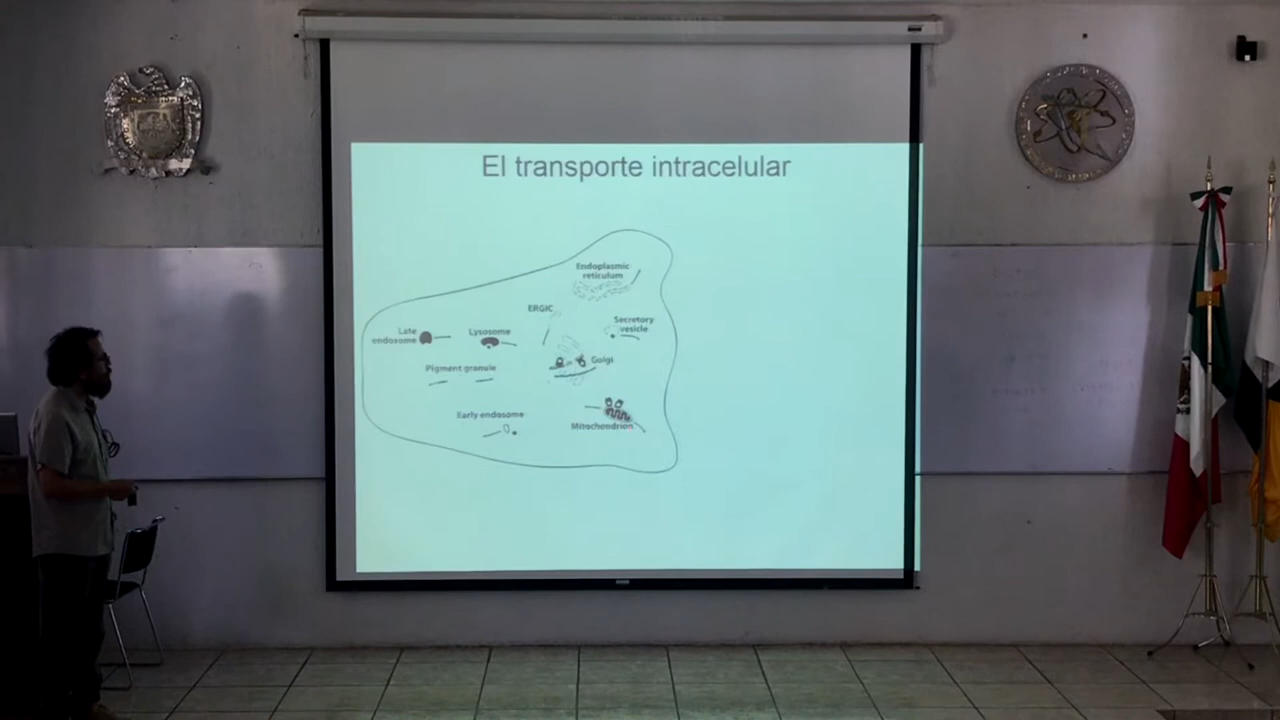 El transporte intracelular
Endoplasmic
reticulum
ERGIC
Secretory
vesicle
Late
endosome
Lysosome
Golgi
Pigment granule
Early endosome
Mitochondrion